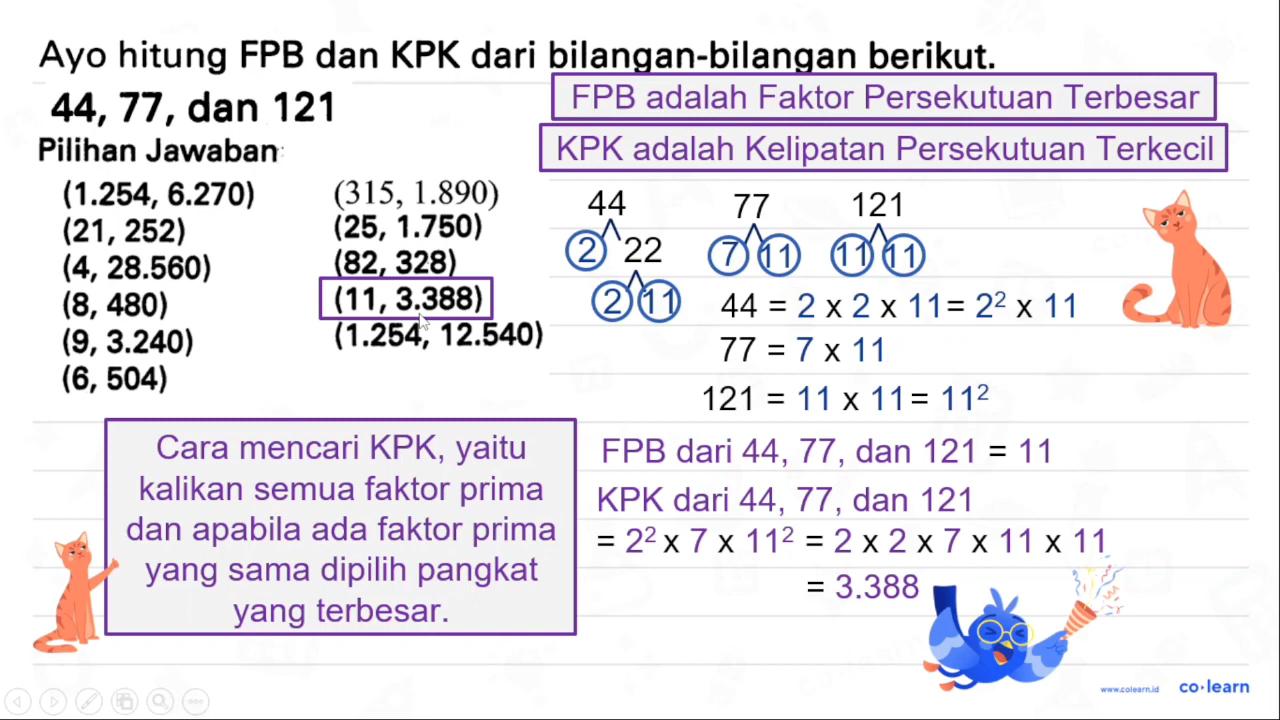 Ayo hitung FPB dan KPK dari bilangan-bilangan berikut.
44, 77, dan 121
FPB adalah Faktor Persekutuan Terbesar
KPK adalah Kelipatan Persekutuan Terkecil
Pilihan Jawaban:
(1.254, 6.270)
(21, 252)
(4, 28.560)
(8, 480)
(9, 3.240)
(6, 504)
(315, 1.890)
(25, 1.750)
(82, 328)
(11, 3.388)
(1.254, 12.540)
44 77 121
2 22 7 11 11 11
2 11
44 = 2 x 2 x 11 = 2² x 11
77 = 7 x 11
121 = 11 x 11 = 11²
Cara mencari KPK, yaitu
kalikan semua faktor prima
dan apabila ada faktor prima
yang sama dipilih pangkat
yang terbesar.
FPB dari 44, 77, dan 121 = 11
KPK dari 44, 77, dan 121
= 2² x 7 x 11² = 2 x 2 x 7 x 11 x 11
= 3.388
www.colearn.id co·learn